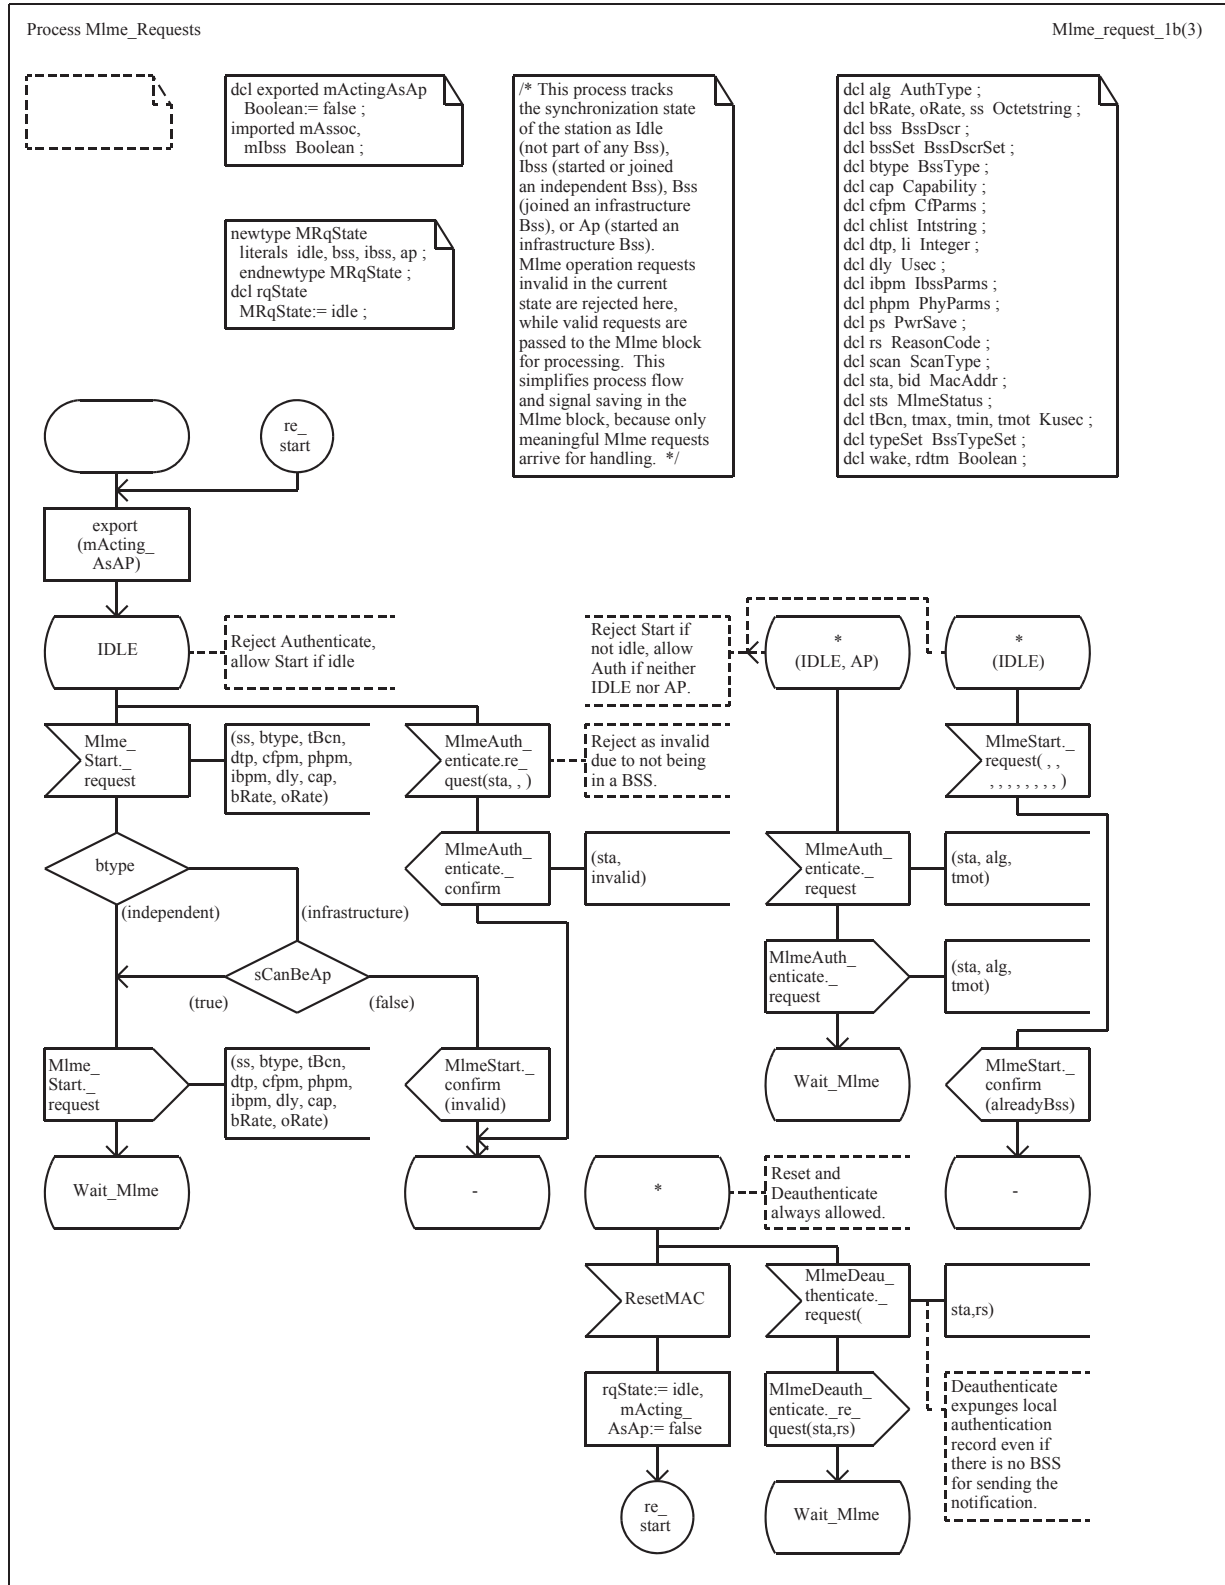 Process Mlme_Requests
Mlme_request_1b(3)
dcl exported mActingAsAp
Boolean:= false ;
imported mAssoc,
mIbss Boolean ;
newtype MRqState
literals idle, bss, ibss, ap ;
endnewtype MRqState ;
dcl rqState
MRqState:= idle ;
/* This process tracks
the synchronization state
of the station as Idle
(not part of any Bss),
Ibss (started or joined
an independent Bss), Bss
(joined an infrastructure
Bss), or Ap (started an
infrastructure Bss).
Mlme operation requests
invalid in the current
state are rejected here,
while valid requests are
passed to the Mlme block
for processing. This
simplifies process flow
and signal saving in the
Mlme block, because only
meaningful Mlme requests
arrive for handling. */
dcl alg AuthType ;
dcl bRate, oRate, ss Octetstring ;
dcl bss BssDscr ;
dcl bssSet BssDscrSet ;
dcl btype BssType ;
dcl cap Capability ;
dcl cfpm CfParms ;
dcl chlist Intstring ;
dcl dtp, li Integer ;
dcl dly Usec ;
dcl ibpm IbssParms ;
dcl phpm PhyParms ;
dcl ps PwrSave ;
dcl rs ReasonCode ;
dcl scan ScanType ;
dcl sta, bid MacAddr ;
dcl sts MlmeStatus ;
dcl tBcn, tmax, tmin, tmot Kusec ;
dcl typeSet BssTypeSet ;
dcl wake, rdtm Boolean ;
re_
start
export
(mActing_
AsAP)
IDLE
Reject Authenticate,
allow Start if idle
Reject Start if
not idle, allow
Auth if neither
IDLE nor AP.
*
(IDLE, AP)
*
(IDLE)
Mlme_
Start._
request
(ss, btype, tBcn,
dtp, cfpm, phpm,
ibpm, dly, cap,
bRate, oRate)
MlmeAuth_
enticate.re_
quest(sta, , )
Reject as invalid
due to not being
in a BSS.
MlmeStart._
request( , ,
, , , , , , , , )
btype
(independent)
(infrastructure)
MlmeAuth_
enticate._
confirm
(sta,
invalid)
MlmeAuth_
enticate._
request
(sta, alg,
tmot)
sCanBeAp
(true)
(false)
MlmeAuth_
enticate._
request
(sta, alg,
tmot)
Mlme_
Start._
request
(ss, btype, tBcn,
dtp, cfpm, phpm,
ibpm, dly, cap,
bRate, oRate)
MlmeStart._
confirm
(invalid)
Wait_Mlme
MlmeStart._
confirm
(alreadyBss)
Wait_Mlme
-
*
Reset and
Deauthenticate
always allowed.
-
ResetMAC
MlmeDeau_
thenticate._
request(
sta,rs)
rqState:= idle,
mActing_
AsAp:= false
MlmeDeauth_
enticate._re_
quest(sta,rs)
Deauthenticate
expunges local
authentication
record even if
there is no BSS
for sending the
notification.
re_
start
Wait_Mlme